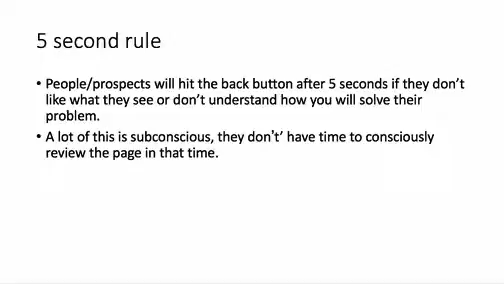 5 second rule
• People/prospects will hit the back button after 5 seconds if they don’t
like what they see or don’t understand how you will solve their
problem.
• A lot of this is subconscious, they don’t’ have time to consciously
review the page in that time.